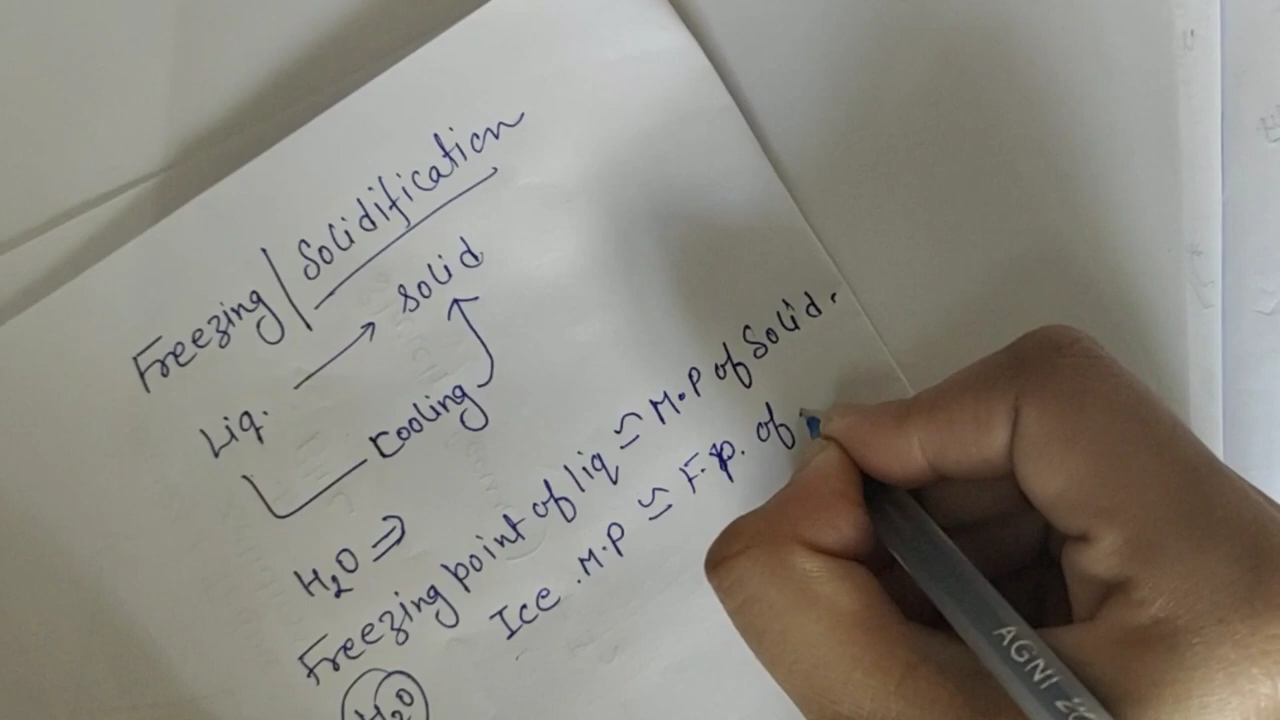 Freezing / Solidification
Liq. → Solid
Cooling
H₂O ⇒
Freezing point of liq ≃ M.P of Solid.
Ice . M.P ≃ F.p. of
H₂O
AGNI